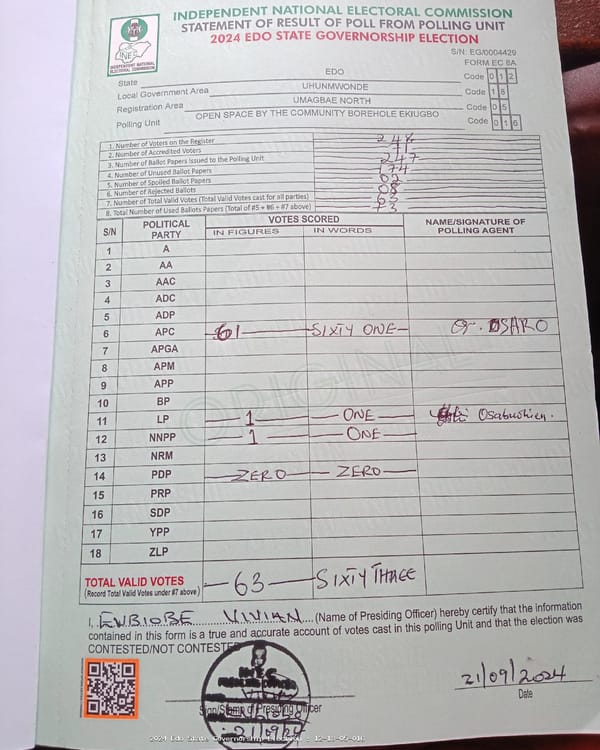 INDEPENDENT NATIONAL ELECTORAL COMMISSION
STATEMENT OF RESULT OF POLL FROM POLLING UNIT
2024 EDO STATE GOVERNORSHIP ELECTION
INEC
INDEPENDENT NATIONAL ELECTORAL COMMISSION
S/N: EG/0004429
FORM EC 8A
State EDO Code 0 1 2
Local Government Area UHUNMWONDE Code 1 8
Registration Area UMAGBAE NORTH Code 0 5
Polling Unit OPEN SPACE BY THE COMMUNITY BOREHOLE EKIUGBO Code 0 1 6
1. Number of Voters on the Register 248
2. Number of Accredited Voters 71
3. Number of Ballot Papers Issued to the Polling Unit 247
4. Number of Unused Ballot Papers 174
5. Number of Spoiled Ballot Papers 02
6. Number of Rejected Ballots 08
7. Number of Total Valid Votes (Total Valid Votes cast for all parties) 63
8. Total Number of Used Ballots Papers (Total of #5 + #6 + #7 above) 73
S/N POLITICAL PARTY VOTES SCORED NAME/SIGNATURE OF POLLING AGENT
IN FIGURES IN WORDS
1 A
2 AA
3 AAC
4 ADC
5 ADP
6 APC 61 SIXTY ONE O. OSARO
7 APGA
8 APM
9 APP
10 BP
11 LP 1 ONE Osabuohien.
12 NNPP 1 ONE
13 NRM
14 PDP ZERO ZERO
15 PRP
16 SDP
17 YPP
18 ZLP
ORIGINAL
TOTAL VALID VOTES 63 SIXTY THREE
(Record Total Valid Votes under #7 above)
I, EWBIOBE VIVIAN (Name of Presiding Officer) hereby certify that the information
contained in this form is a true and accurate account of votes cast in this polling Unit and that the election was
CONTESTED/NOT CONTESTED
INEC
Sign/Stamp of Presiding Officer
21/09/24
21/09/2024
Date
2024 Edo State Governorship Election - 12-18-05-016